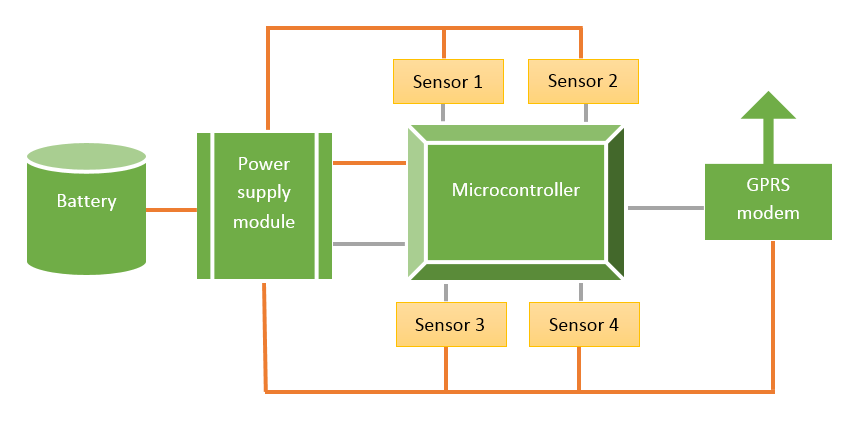 Sensor 1
Sensor 2
Battery
Power
supply
module
Microcontroller
GPRS
modem
Sensor 3
Sensor 4